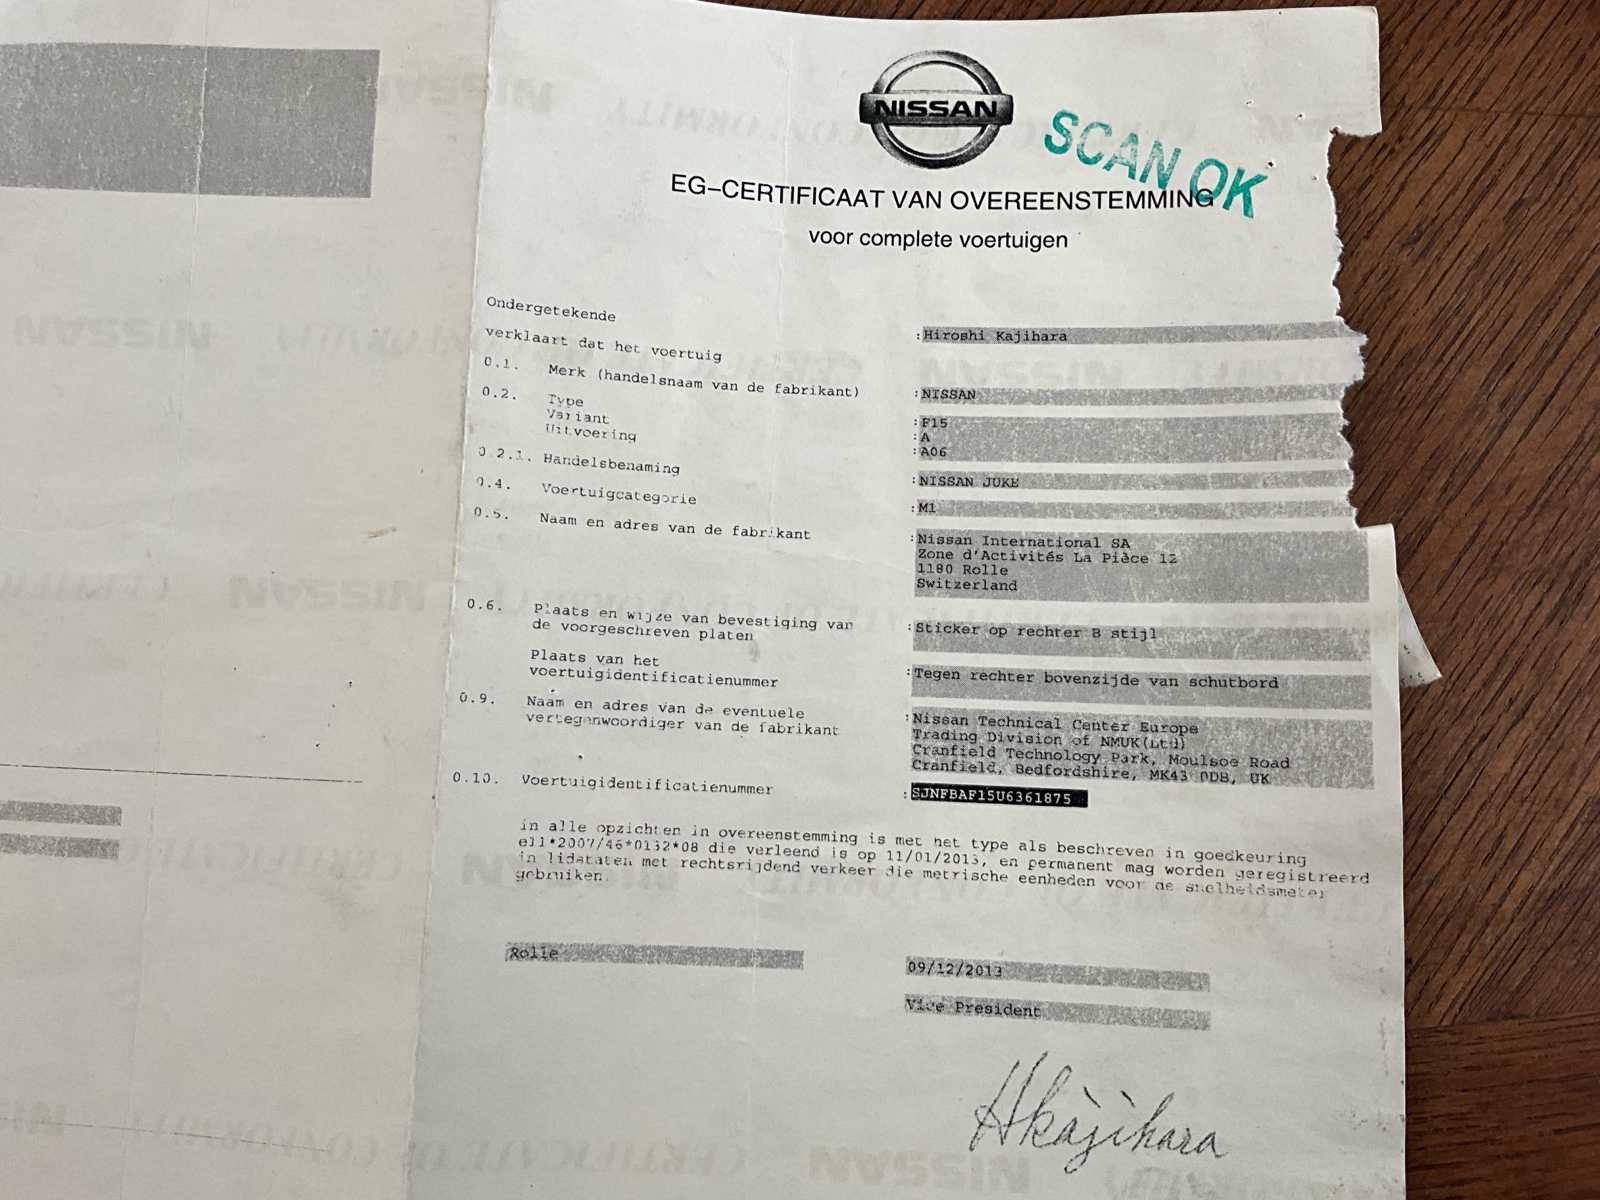 NISSAN
SCAN OK
EG-CERTIFICAAT VAN OVEREENSTEMMING
voor complete voertuigen
Ondergetekende :Hiroshi Kajihara
verklaart dat het voertuig
0.1. Merk (handelsnaam van de fabrikant) :NISSAN
0.2. Type :F15
Variant :A
Uitvoering :A06
0.2.1. Handelsbenaming :NISSAN JUKE
0.4. Voertuigcategorie :M1
0.5. Naam en adres van de fabrikant :Nissan International SA
Zone d'Activités La Pièce 12
1180 Rolle
Switzerland
0.6. Plaats en wijze van bevestiging van :Sticker op rechter B stijl
de voorgeschreven platen
Plaats van het :Tegen rechter bovenzijde van schutbord
voertuigidentificatienummer
0.9. Naam en adres van de eventuele :Nissan Technical Center Europe
vertegenwoordiger van de fabrikant Trading Division of NMUK(Ltd)
Cranfield Technology Park, Moulsoe Road
Cranfield, Bedfordshire, MK43 0DB, UK
0.10. Voertuigidentificatienummer :SJNFBAF15U6361875
in alle opzichten in overeenstemming is met het type als beschreven in goedkeuring
e11*2007/46*0132*08 die verleend is op 11/01/2013, en permanent mag worden geregistreerd
in lidstaten met rechtsrijdend verkeer die metrische eenheden voor de snelheidsmeter
gebruiken.
Rolle 09/12/2013
Vice President
HKajihara